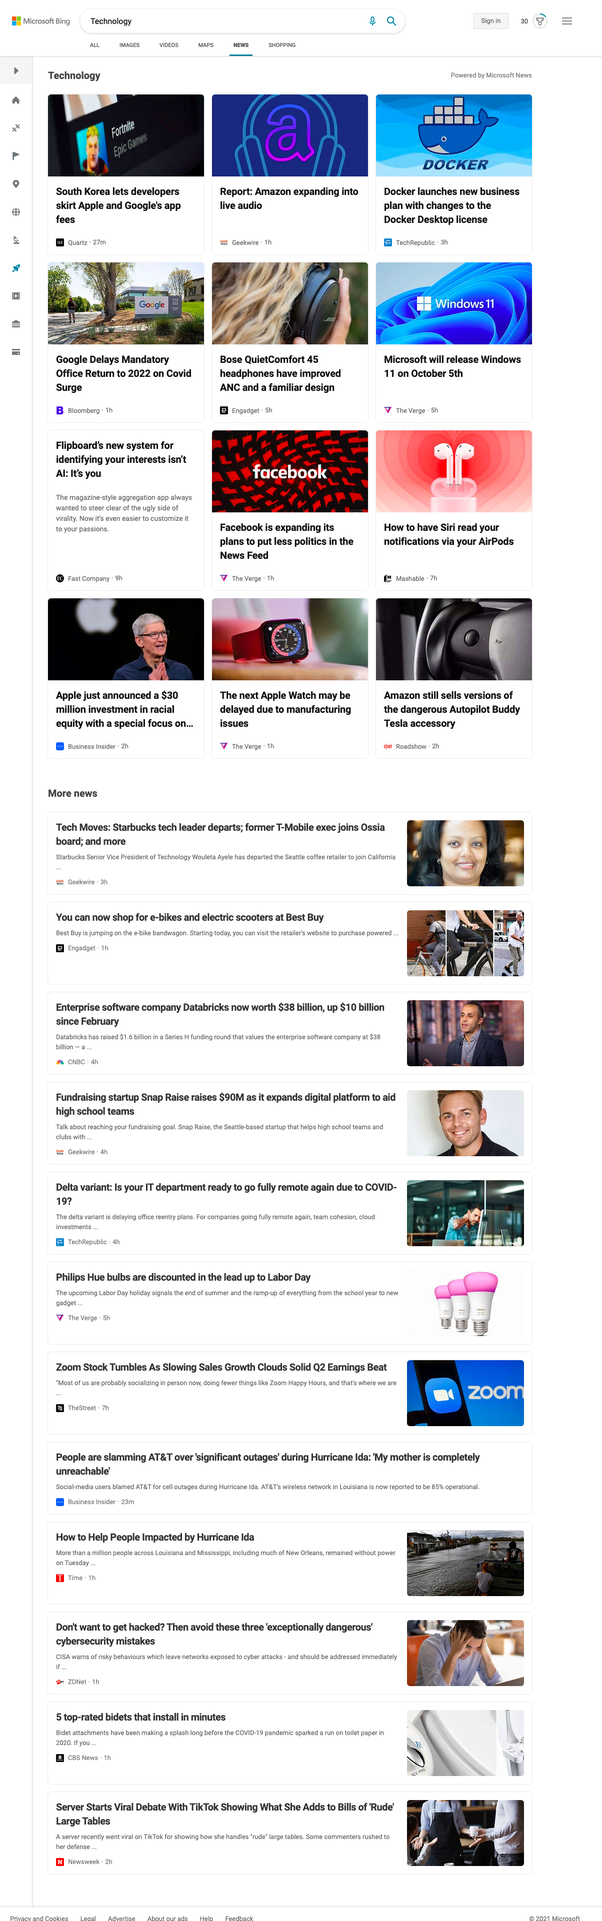 Microsoft Bing
Technology
Sign in
30
ALL
IMAGES
VIDEOS
MAPS
NEWS
SHOPPING
Technology
Powered by Microsoft News
Fortnite
Epic Games
South Korea lets developers
skirt Apple and Google's app
fees
Quartz · 27m
Report: Amazon expanding into
live audio
Geekwire · 1h
DOCKER
Docker launches new business
plan with changes to the
Docker Desktop license
TechRepublic · 3h
Google
Google Delays Mandatory
Office Return to 2022 on Covid
Surge
Bloomberg · 1h
Bose QuietComfort 45
headphones have improved
ANC and a familiar design
Engadget · 5h
Windows 11
Microsoft will release Windows
11 on October 5th
The Verge · 5h
Flipboard's new system for
identifying your interests isn't
AI: It's you
The magazine-style aggregation app always
wanted to steer clear of the ugly side of
virality. Now it's even easier to customize it
to your passions.
Fast Company · 9h
facebook
Facebook is expanding its
plans to put less politics in the
News Feed
The Verge · 1h
How to have Siri read your
notifications via your AirPods
Mashable · 7h
Apple just announced a $30
million investment in racial
equity with a special focus on...
Business Insider · 2h
The next Apple Watch may be
delayed due to manufacturing
issues
The Verge · 1h
Amazon still sells versions of
the dangerous Autopilot Buddy
Tesla accessory
Roadshow · 2h
More news
Tech Moves: Starbucks tech leader departs; former T-Mobile exec joins Ossia
board; and more
Starbucks Senior Vice President of Technology Wouleta Ayele has departed the Seattle coffee retailer to join California
...
Geekwire · 3h
You can now shop for e-bikes and electric scooters at Best Buy
Best Buy is jumping on the e-bike bandwagon. Starting today, you can visit the retailer's website to purchase powered ...
Engadget · 1h
Enterprise software company Databricks now worth $38 billion, up $10 billion
since February
Databricks has raised $1.6 billion in a Series H funding round that values the enterprise software company at $38
billion — a ...
CNBC · 4h
Fundraising startup Snap Raise raises $90M as it expands digital platform to aid
high school teams
Talk about reaching your fundraising goal. Snap Raise, the Seattle-based startup that helps high school teams and
clubs with ...
Geekwire · 4h
Delta variant: Is your IT department ready to go fully remote again due to COVID-
19?
The delta variant is delaying office reentry plans. For companies going fully remote again, team cohesion, cloud
investments ...
TechRepublic · 4h
Philips Hue bulbs are discounted in the lead up to Labor Day
The upcoming Labor Day holiday signals the end of summer and the ramp-up of everything from the school year to new
gadget ...
The Verge · 5h
Zoom Stock Tumbles As Slowing Sales Growth Clouds Solid Q2 Earnings Beat
"Most of us are probably socializing in person now, doing fewer things like Zoom Happy Hours, and that's where we are
...
TheStreet · 7h
zoom
People are slamming AT&T over 'significant outages' during Hurricane Ida: 'My mother is completely
unreachable'
Social-media users blamed AT&T for cell outages during Hurricane Ida. AT&T's wireless network in Louisiana is now reported to be 85% operational.
Business Insider · 23m
How to Help People Impacted by Hurricane Ida
More than a million people across Louisiana and Mississippi, including much of New Orleans, remained without power
on Tuesday ...
Time · 1h
Don't want to get hacked? Then avoid these three 'exceptionally dangerous'
cybersecurity mistakes
CISA warns of risky behaviours which leave networks exposed to cyber attacks - and should be addressed immediately
if ...
ZDNet · 1h
5 top-rated bidets that install in minutes
Bidet attachments have been making a splash long before the COVID-19 pandemic sparked a run on toilet paper in
2020. If you ...
CBS News · 1h
Server Starts Viral Debate With TikTok Showing What She Adds to Bills of 'Rude'
Large Tables
A server recently went viral on TikTok for showing how she handles "rude" large tables. Some commenters rushed to
her defense ...
Newsweek · 2h
Privacy and Cookies
Legal
Advertise
About our ads
Help
Feedback
© 2021 Microsoft